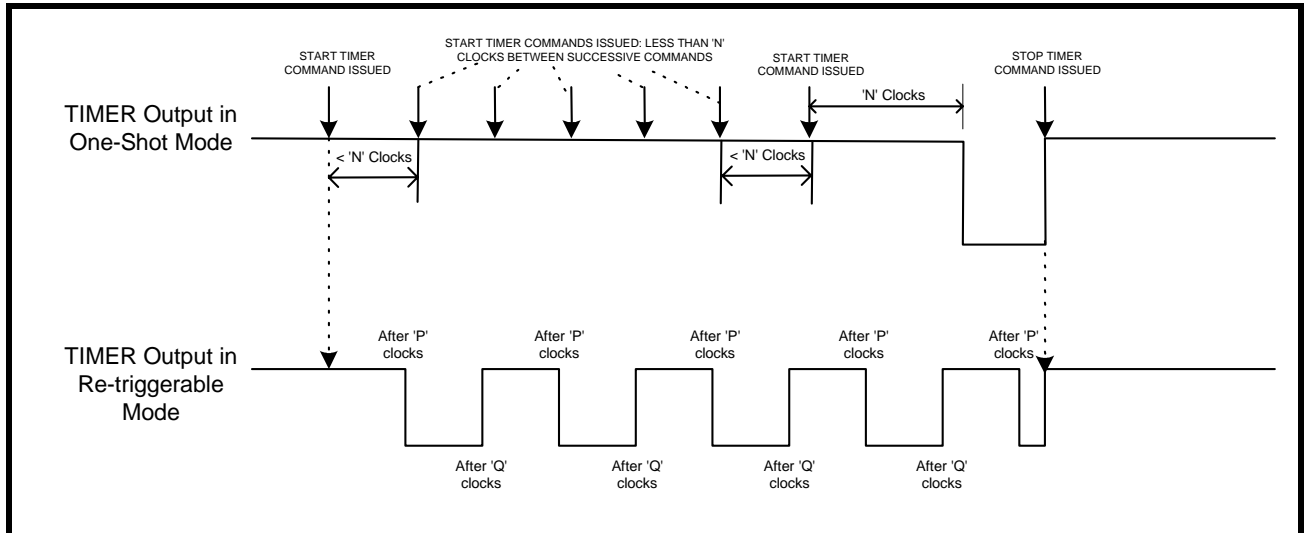 START TIMER
COMMAND ISSUED
START TIMER COMMANDS ISSUED: LESS THAN 'N'
CLOCKS BETWEEN SUCCESSIVE COMMANDS
START TIMER
COMMAND ISSUED
STOP TIMER
COMMAND ISSUED
TIMER Output in
One-Shot Mode
'N' Clocks
< 'N' Clocks
< 'N' Clocks
TIMER Output in
Re-triggerable
Mode
After 'P'
clocks
After 'P'
clocks
After 'P'
clocks
After 'P'
clocks
After 'P'
clocks
After 'Q'
clocks
After 'Q'
clocks
After 'Q'
clocks
After 'Q'
clocks